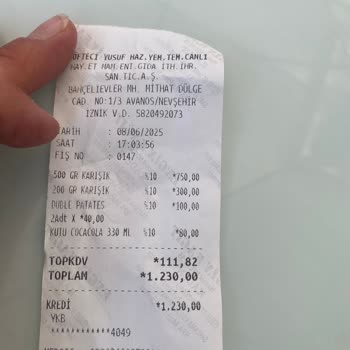 KÖFTECİ YUSUF HAZ.YEM.TEM.CANLI
HAY.ET MAM.ENT.GIDA İTH.İHR.
SAN.TİC.A.Ş.
BAHÇELİEVLER MH. MİTHAT DÜLGE
CAD. NO:1/3 AVANOS/NEVŞEHİR
İZNİK V.D. 5820492073
TARİH : 08/06/2025
SAAT : 17:03:56
FİŞ NO : 0147
500 GR KARIŞIK %10 *750,00
200 GR KARIŞIK %10 *300,00
DUBLE PATATES %10 *100,00
2Adt X *40,00
KUTU COCACOLA 330 ML %10 *80,00
TOPKDV *111,82
TOPLAM *1.230,00
KREDİ *1.230,00
YKB
************4049